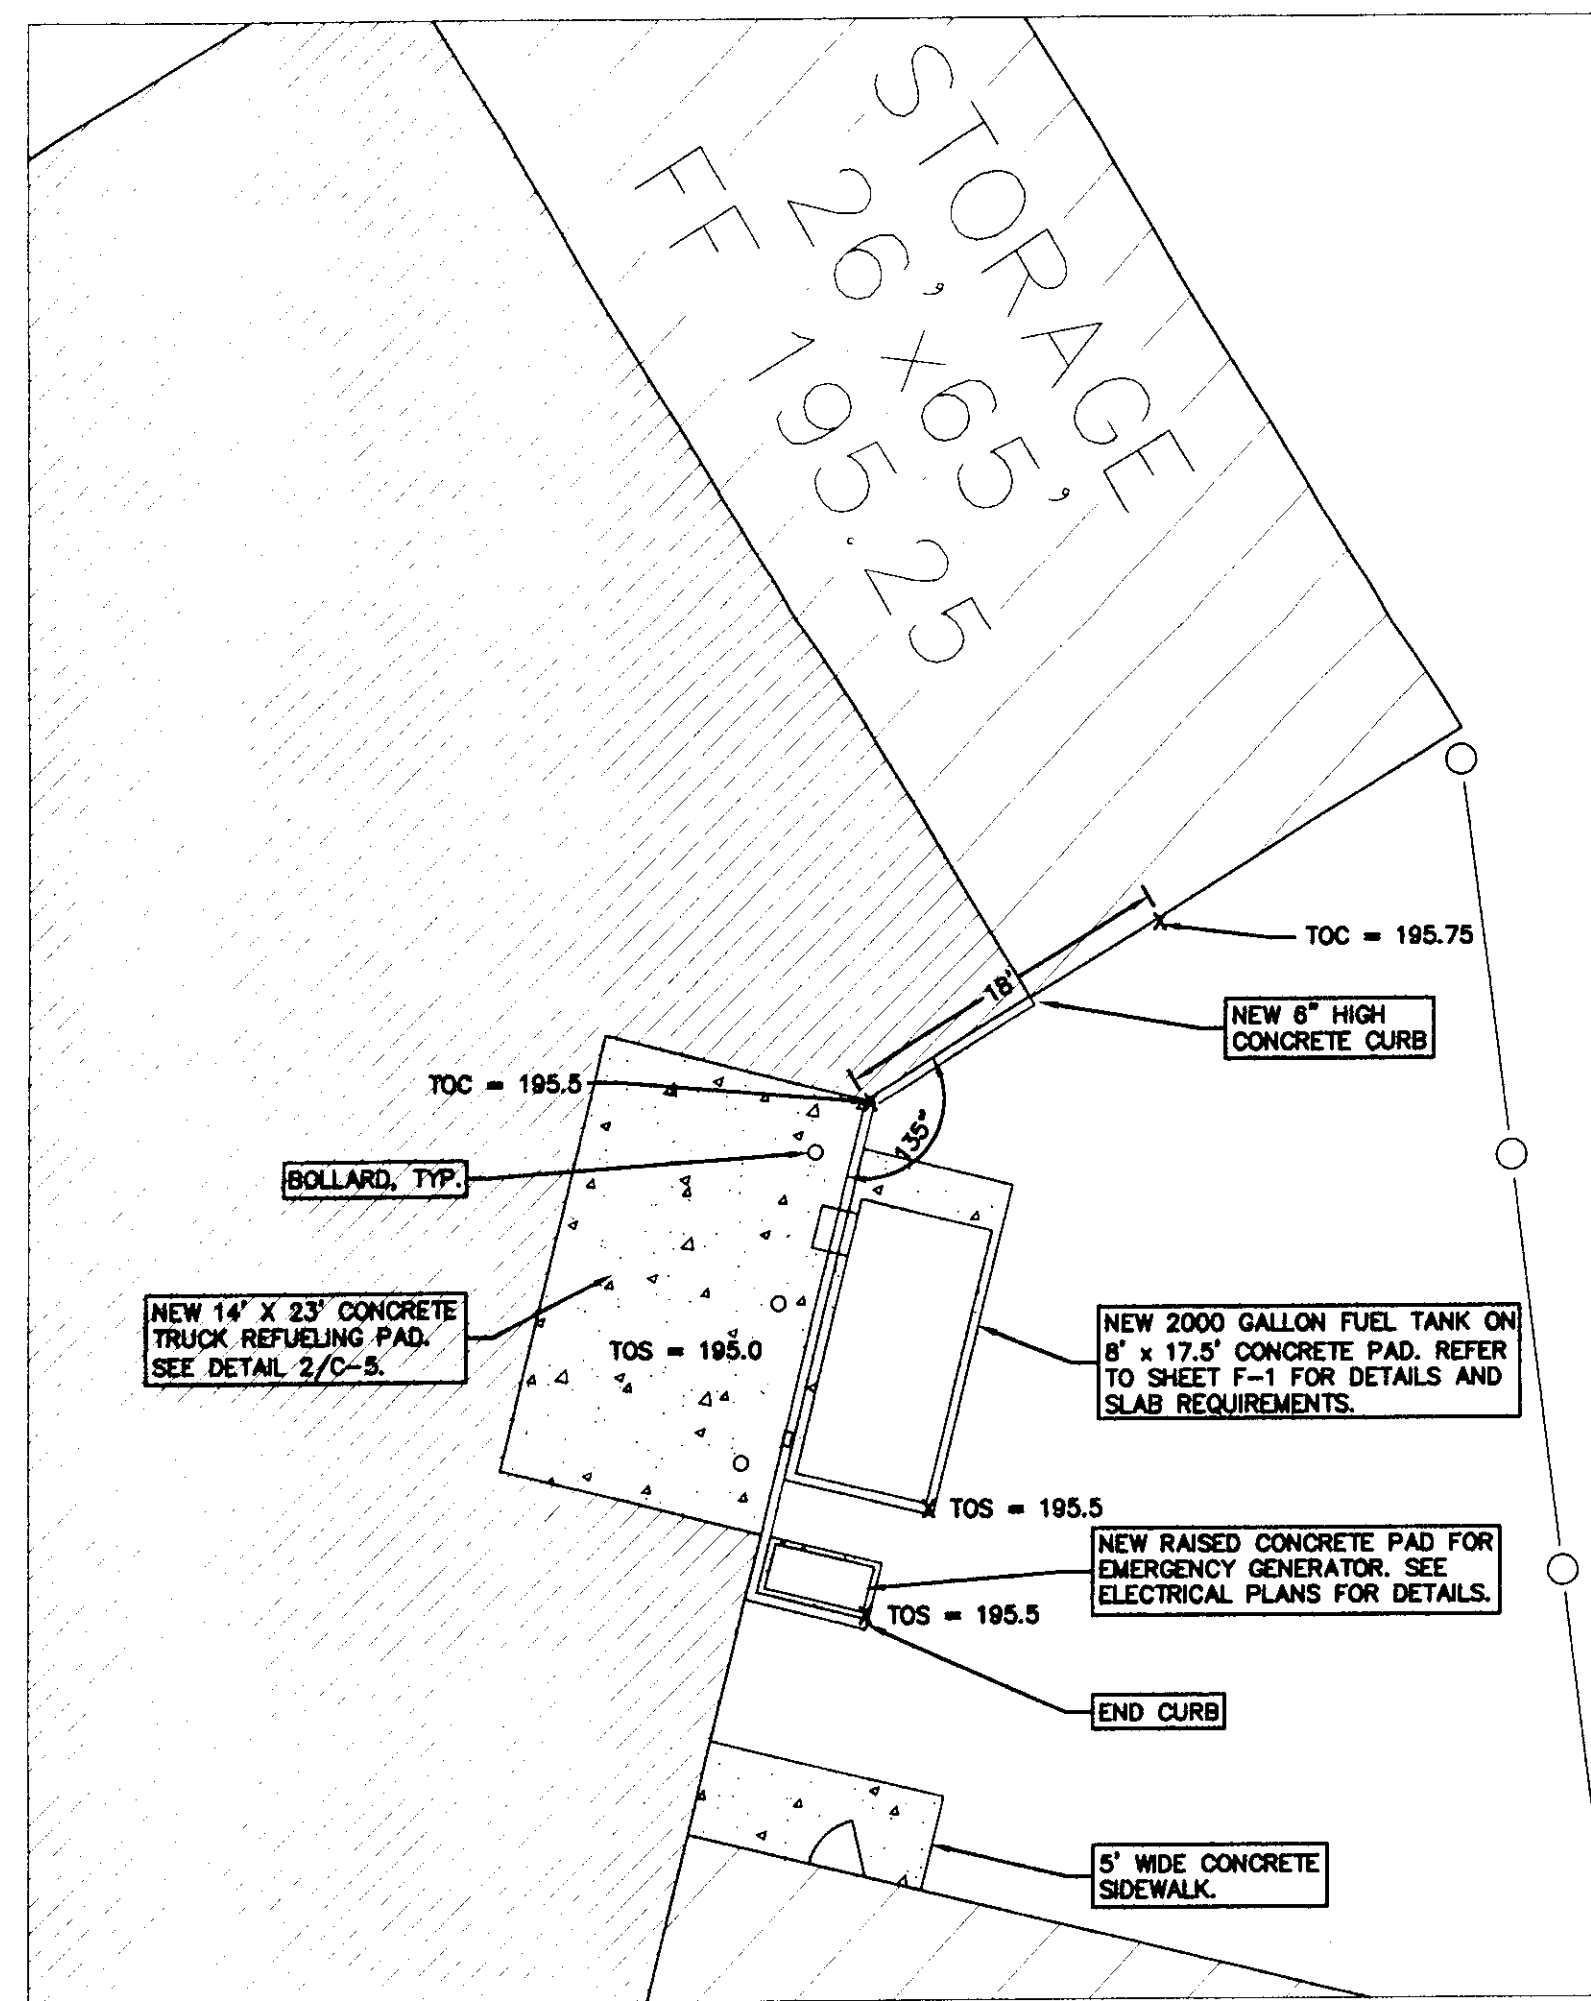 STORAGE
26'x65'
FF 195.25
TOC = 195.75
18'
NEW 6" HIGH
CONCRETE CURB
TOC = 195.5
135°
BOLLARD, TYP.
NEW 14' X 23' CONCRETE
TRUCK REFUELING PAD.
SEE DETAIL 2/C-5.
TOS = 195.0
NEW 2000 GALLON FUEL TANK ON
8' x 17.5' CONCRETE PAD. REFER
TO SHEET F-1 FOR DETAILS AND
SLAB REQUIREMENTS.
TOS = 195.5
NEW RAISED CONCRETE PAD FOR
EMERGENCY GENERATOR. SEE
ELECTRICAL PLANS FOR DETAILS.
TOS = 195.5
END CURB
5' WIDE CONCRETE
SIDEWALK.